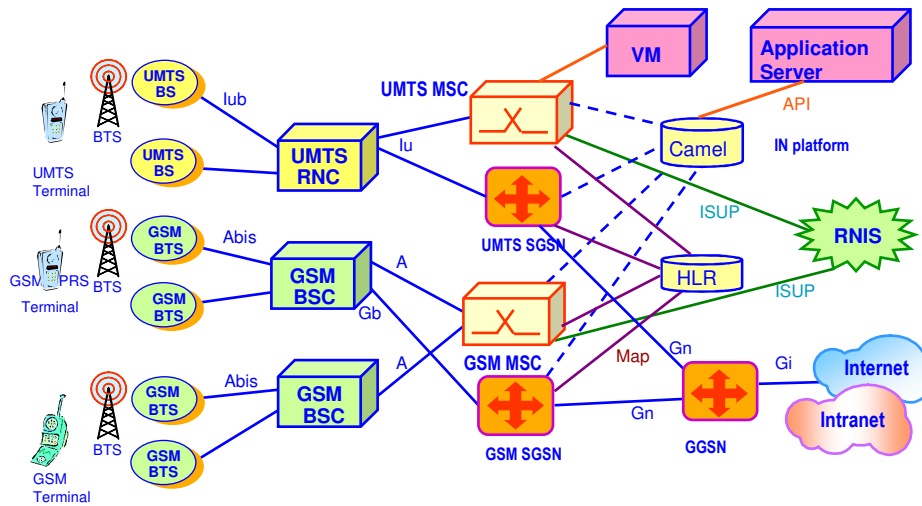 VM
Application
Server
UMTS
BS
UMTS MSC
API
Iub
BTS
Camel
IN platform
Iu
UMTS
BS
UMTS
RNC
UMTS
Terminal
ISUP
GSM
BTS
Abis
UMTS SGSN
RNIS
A
GSM
BSC
HLR
GSM PRS
Terminal
BTS
GSM
BTS
Gb
ISUP
GSM MSC
Map
Gn
Gi
Internet
A
Abis
GSM
BTS
GSM
BSC
Gn
Intranet
BTS
GSM
BTS
GSM SGSN
GGSN
GSM
Terminal